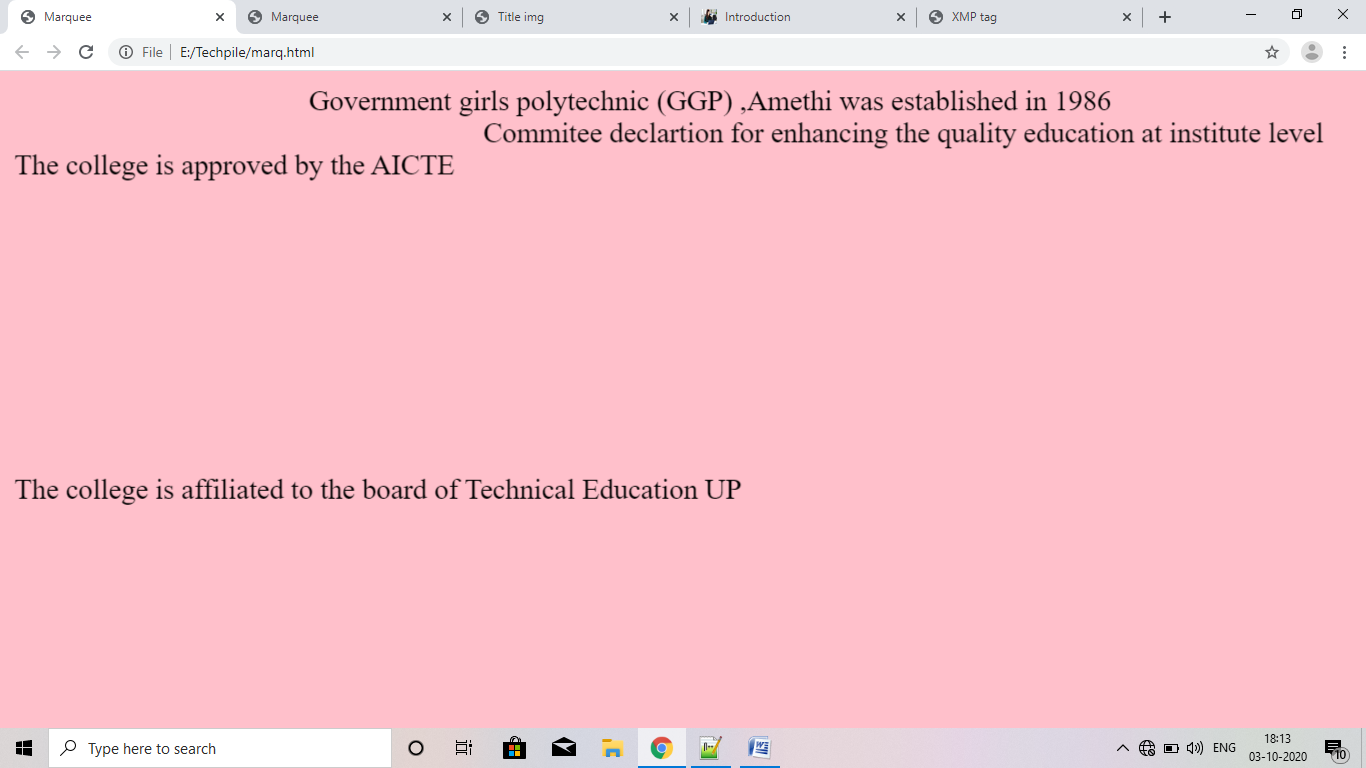 Marquee
Marquee
Title img
Introduction
XMP tag
File
E:/Techpile/marq.html
Government girls polytechnic (GGP) ,Amethi was established in 1986
Commitee declartion for enhancing the quality education at institute level
The college is approved by the AICTE
The college is affiliated to the board of Technical Education UP
Type here to search
ENG
18:13
03-10-2020
10